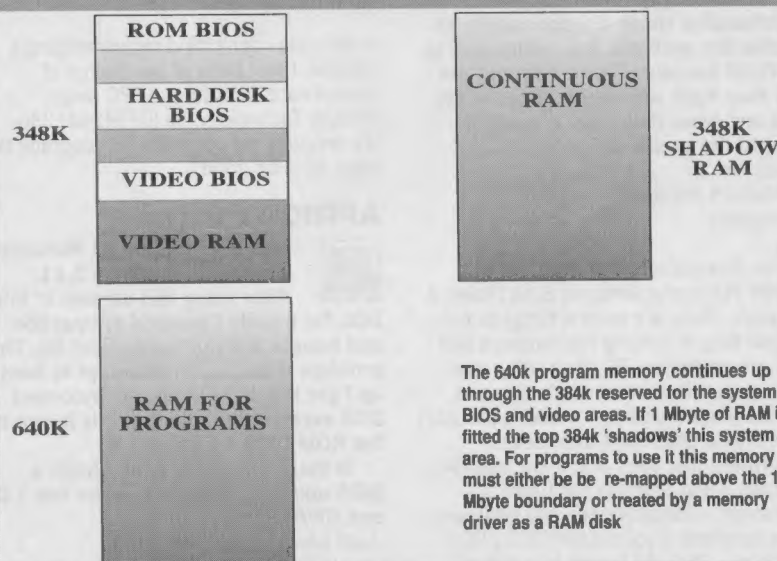 ROM BIOS
HARD DISK
BIOS
348K
VIDEO BIOS
VIDEO RAM
CONTINUOUS
RAM
348K
SHADOW
RAM
RAM FOR
PROGRAMS
640K
The 640k program memory continues up
through the 384k reserved for the system
BIOS and video areas. If 1 Mbyte of RAM i
fitted the top 384k 'shadows' this system
area. For programs to use it this memory
must either be be re-mapped above the 1
Mbyte boundary or treated by a memory
driver as a RAM disk